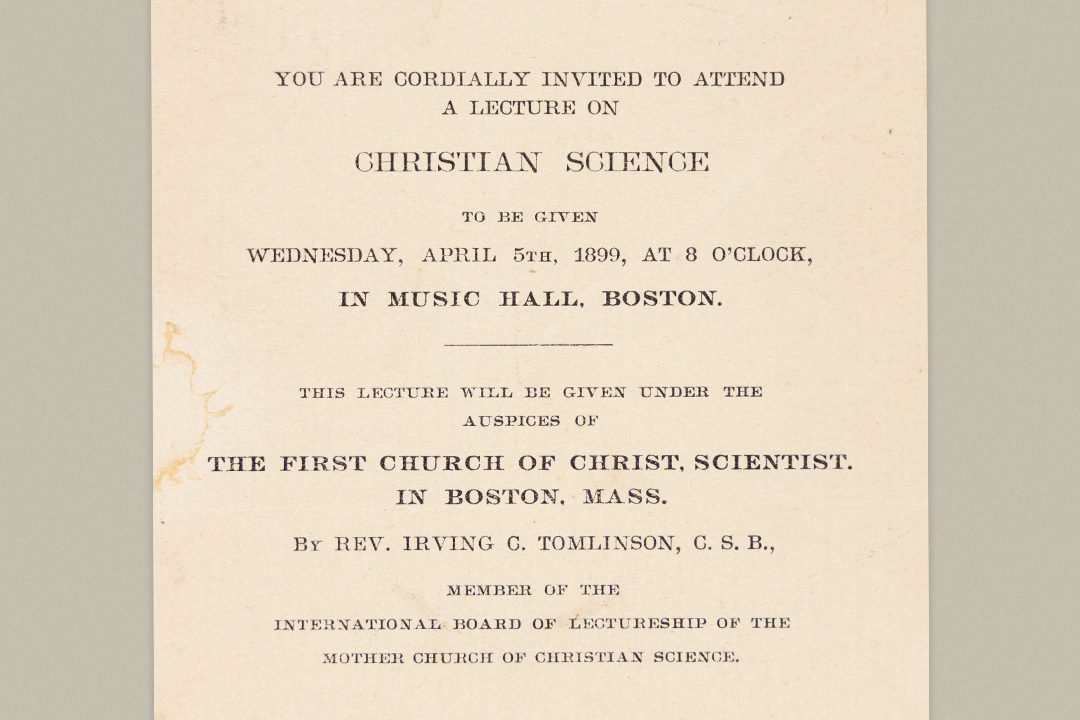 YOU ARE CORDIALLY INVITED TO ATTEND
A LECTURE ON
CHRISTIAN SCIENCE
TO BE GIVEN
WEDNESDAY, APRIL 5TH, 1899, AT 8 O'CLOCK,
IN MUSIC HALL, BOSTON.
THIS LECTURE WILL BE GIVEN UNDER THE
AUSPICES OF
THE FIRST CHURCH OF CHRIST, SCIENTIST.
IN BOSTON, MASS.
By REV. IRVING C. TOMLINSON, C. S. B.,
MEMBER OF THE
INTERNATIONAL BOARD OF LECTURESHIP OF THE
MOTHER CHURCH OF CHRISTIAN SCIENCE.